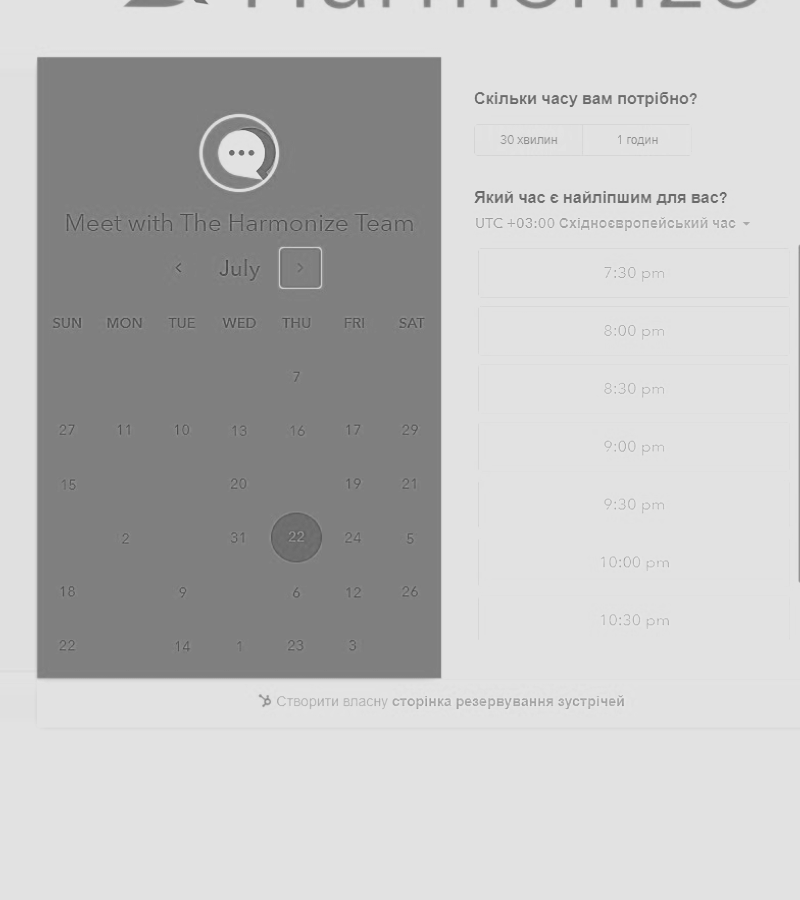 Harmonize
Meet with The Harmonize Team
July
SUN MON TUE WED THU FRI SAT
7
27 11 10 13 16 17 29
15 20 19 21
2 31 22 24 5
18 9 6 12 26
22 14 1 23 3
Скільки часу вам потрібно?
30 хвилин 1 годин
Який час є найліпшим для вас?
UTC +03:00 Східноєвропейський час
7:30 pm
8:00 pm
8:30 pm
9:00 pm
9:30 pm
10:00 pm
10:30 pm
Створити власну сторінка резервування зустрічей